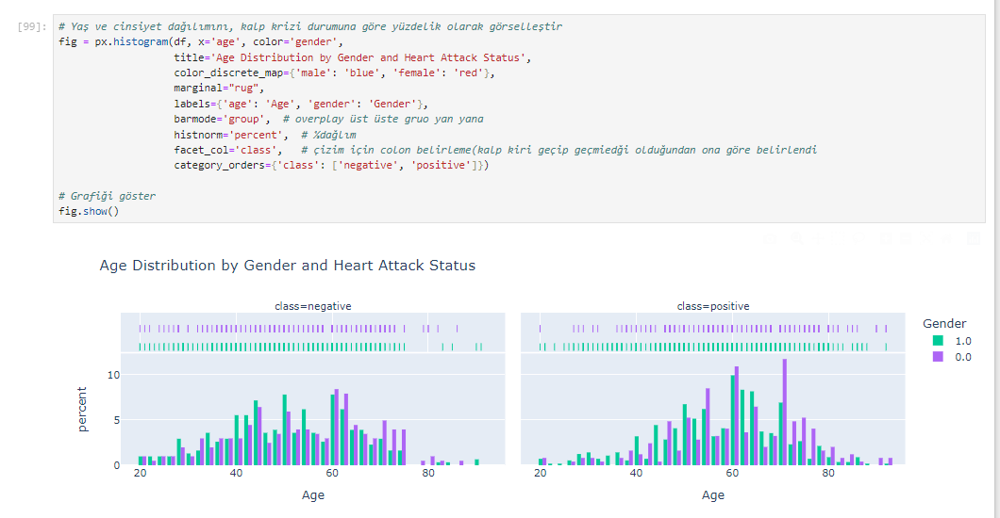 [99]: # Yaş ve cinsiyet dağılımını, kalp krizi durumuna göre yüzdelik olarak görselleştir
fig = px.histogram(df, x='age', color='gender',
title='Age Distribution by Gender and Heart Attack Status',
color_discrete_map={'male': 'blue', 'female': 'red'},
marginal="rug",
labels={'age': 'Age', 'gender': 'Gender'},
barmode='group',  # overplay üst üste gruo yan yana
histnorm='percent',  # %dağlım
facet_col='class',   # çizim için colon belirleme(kalp kiri geçip geçmiedği olduğundan ona göre belirlendi
category_orders={'class': ['negative', 'positive']})
# Grafiği göster
fig.show()
Age Distribution by Gender and Heart Attack Status
class=negative
class=positive
Gender
1.0
0.0
10
5
0
percent
20 40 60 80
20 40 60 80
Age
Age